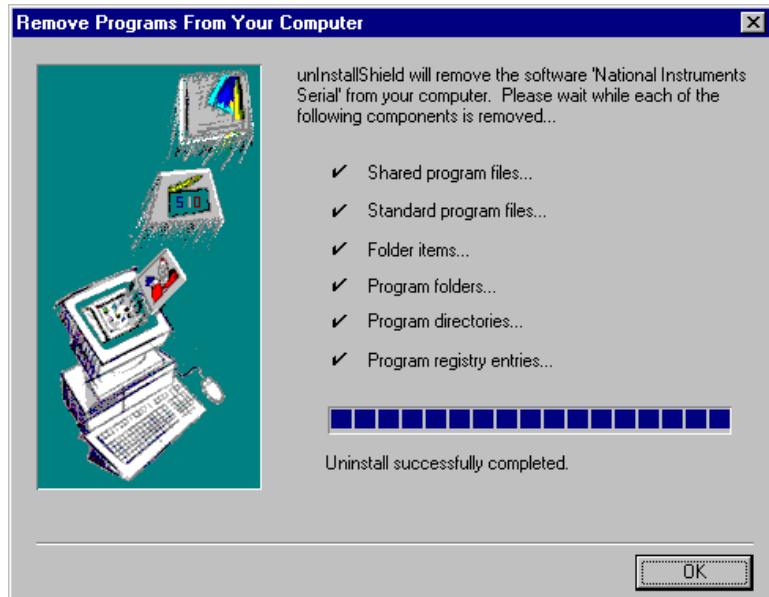 Remove Programs From Your Computer
unInstallShield will remove the software 'National Instruments
Serial' from your computer. Please wait while each of the
following components is removed...
Shared program files...
Standard program files...
Folder items...
Program folders...
Program directories...
Program registry entries...
Uninstall successfully completed.
OK